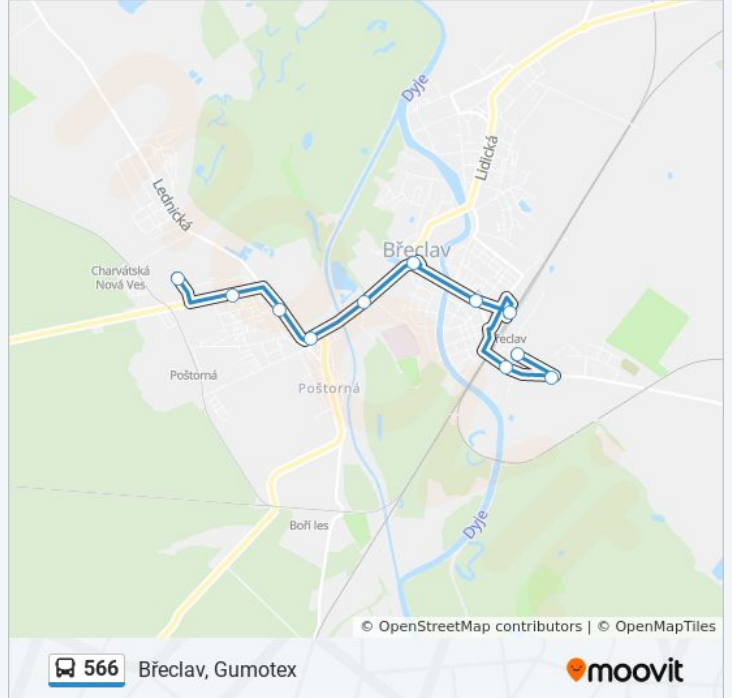 Dyje
Lidická
Lednická
Břeclav
Charvátská
Nová Ves
řeclav
Poštorná
Poštorná
Dyje
Boří les
© OpenStreetMap contributors | © OpenMapTiles
566 Břeclav, Gumotex
moovit